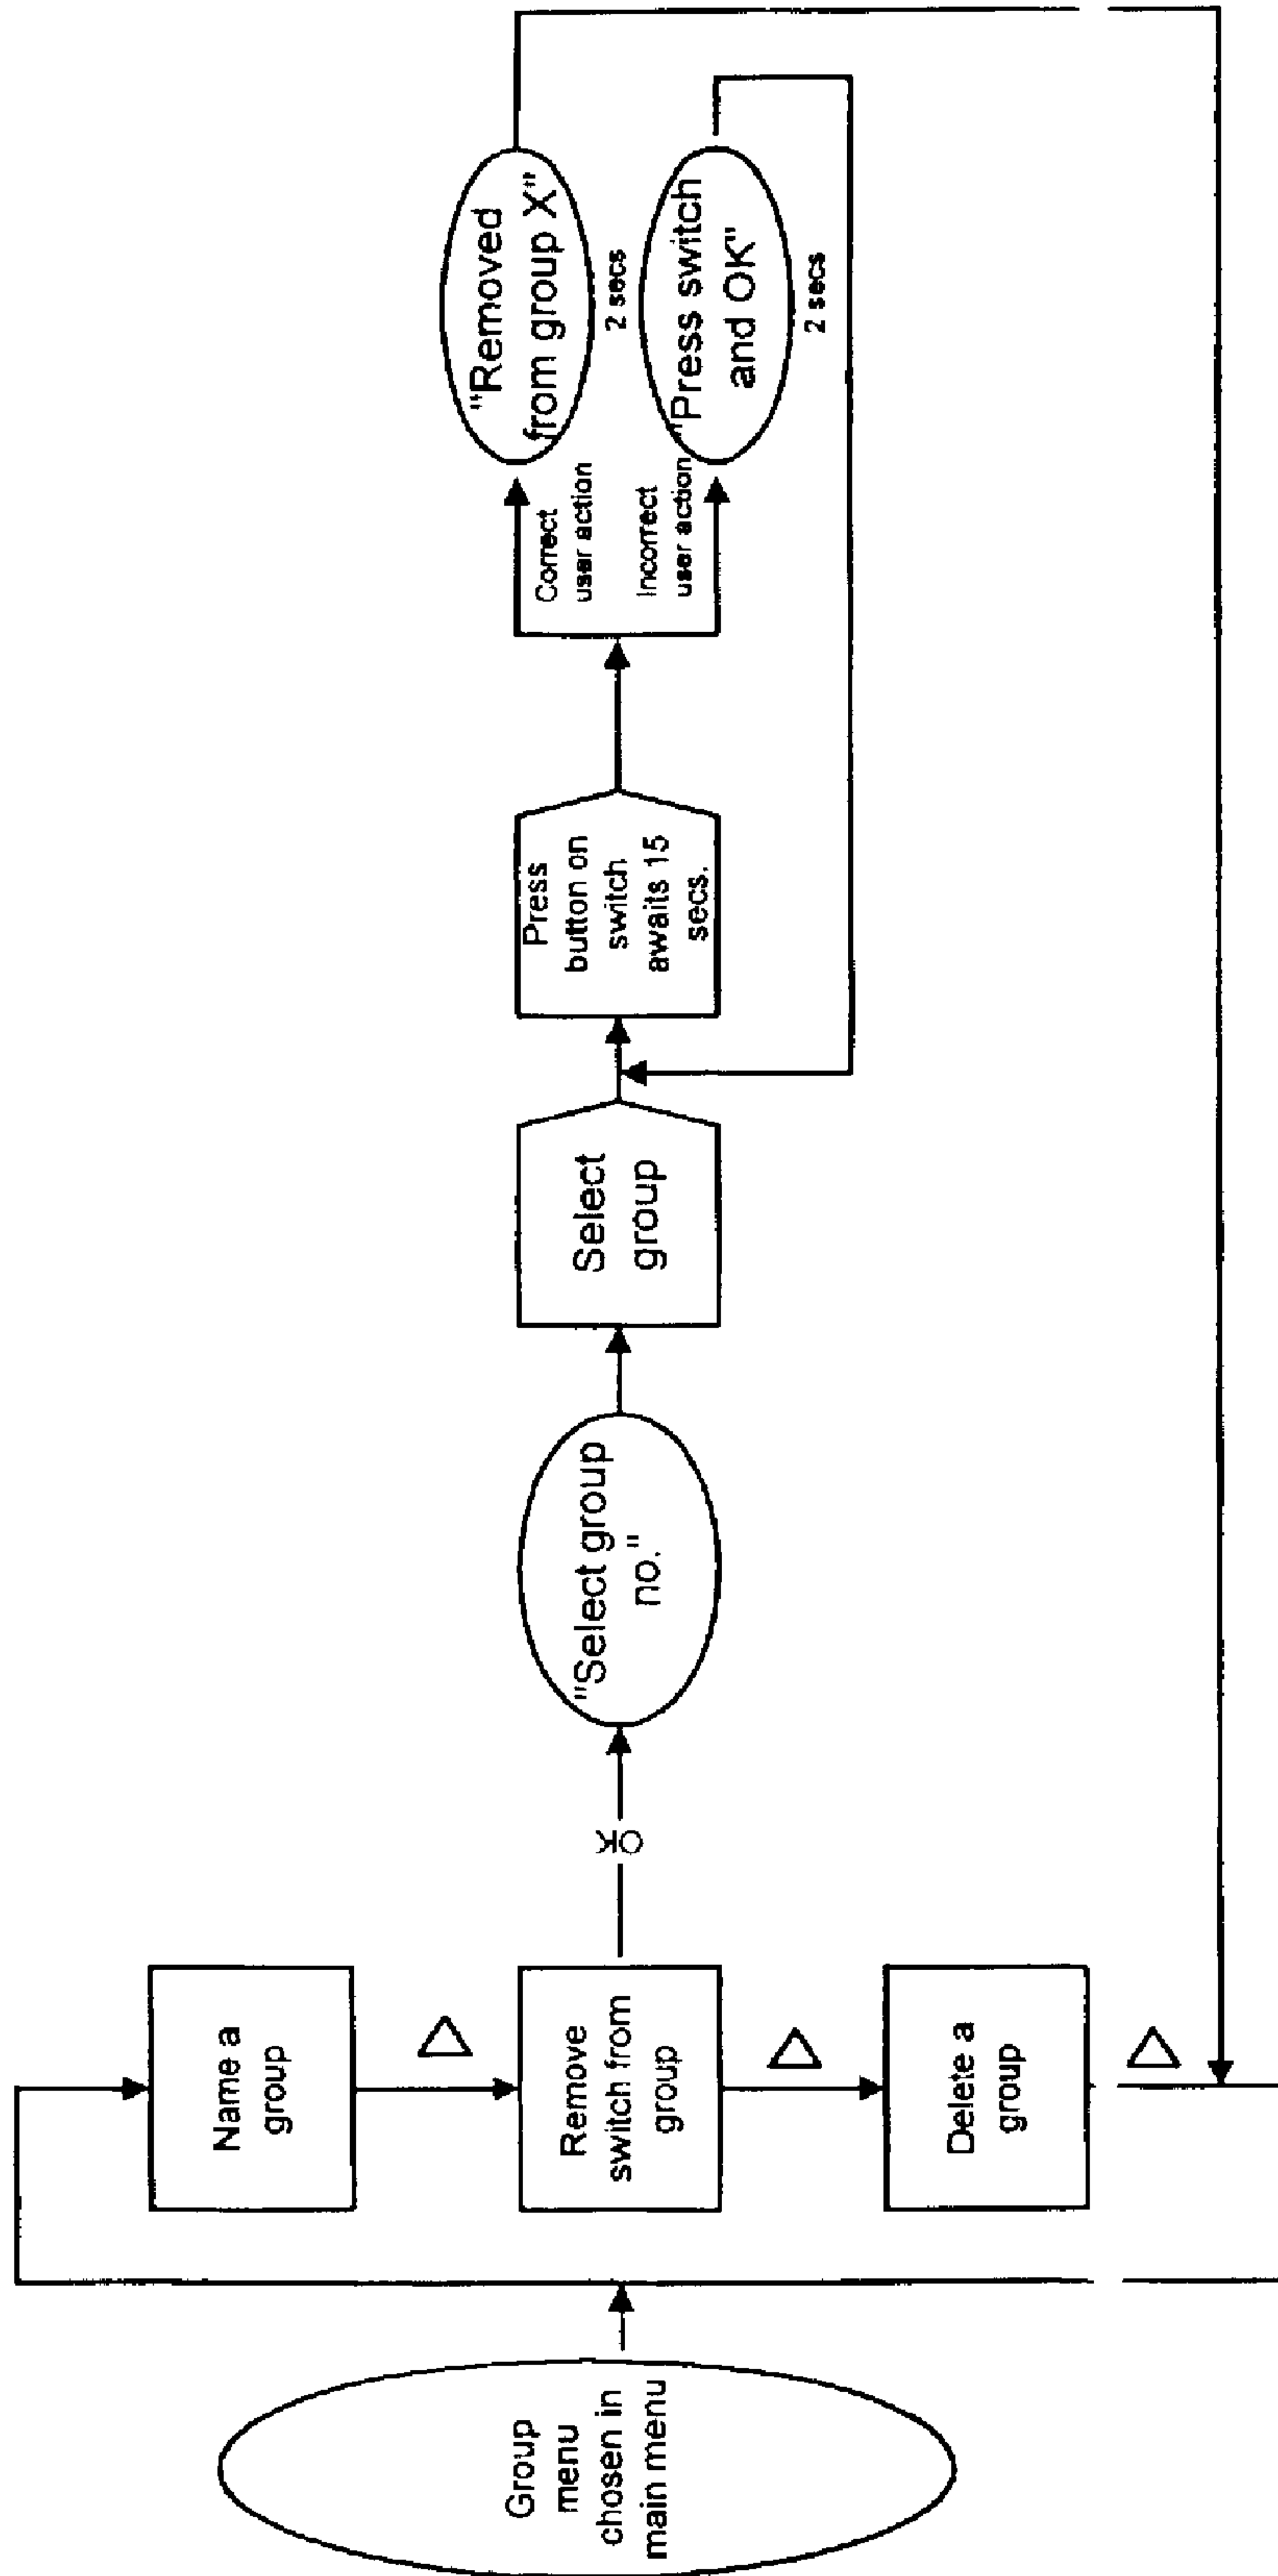 Group
menu
chosen in
main menu
Name a
group
Remove
switch from
group
Delete a
group
OK
"Select group
no."
Select
group
Press
button on
switch
awaits 15
secs.
Correct
user action
Incorrect
user action
"Removed
from group X"
2 secs
"Press switch
and OK"
2 secs